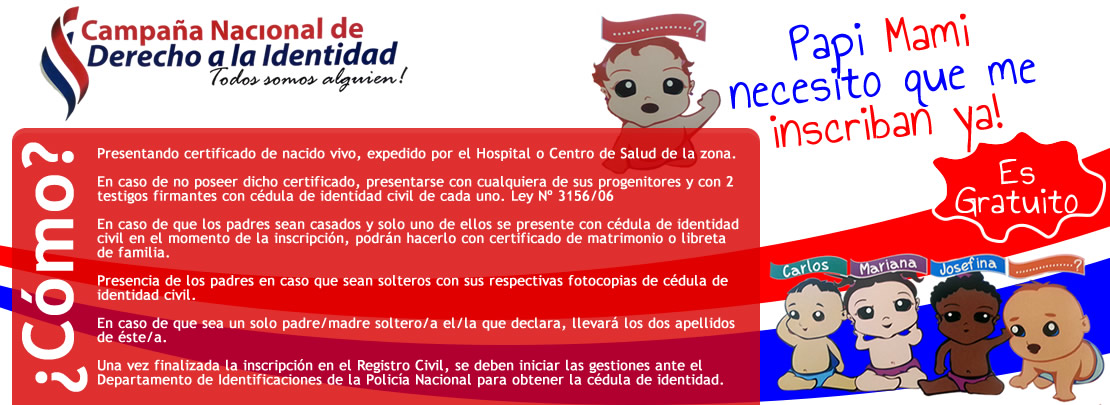 Campaña Nacional de
Derecho a la Identidad
Todos somos alguien!
...............?
Papi Mami
necesito que me
inscriban ya!
Es
Gratuito
¿Cómo?
Presentando certificado de nacido vivo, expedido por el Hospital o Centro de Salud de la zona.
En caso de no poseer dicho certificado, presentarse con cualquiera de sus progenitores y con 2
testigos firmantes con cédula de identidad civil de cada uno. Ley Nº 3156/06
En caso de que los padres sean casados y solo uno de ellos se presente con cédula de identidad
civil en el momento de la inscripción, podrán hacerlo con certificado de matrimonio o libreta
de familia.
Presencia de los padres en caso que sean solteros con sus respectivas fotocopias de cédula de
identidad civil.
En caso de que sea un solo padre/madre soltero/a el/la que declara, llevará los dos apellidos
de éste/a.
Una vez finalizada la inscripción en el Registro Civil, se deben iniciar las gestiones ante el
Departamento de Identificaciones de la Policía Nacional para obtener la cédula de identidad.
Carlos Mariana Josefina ...............?